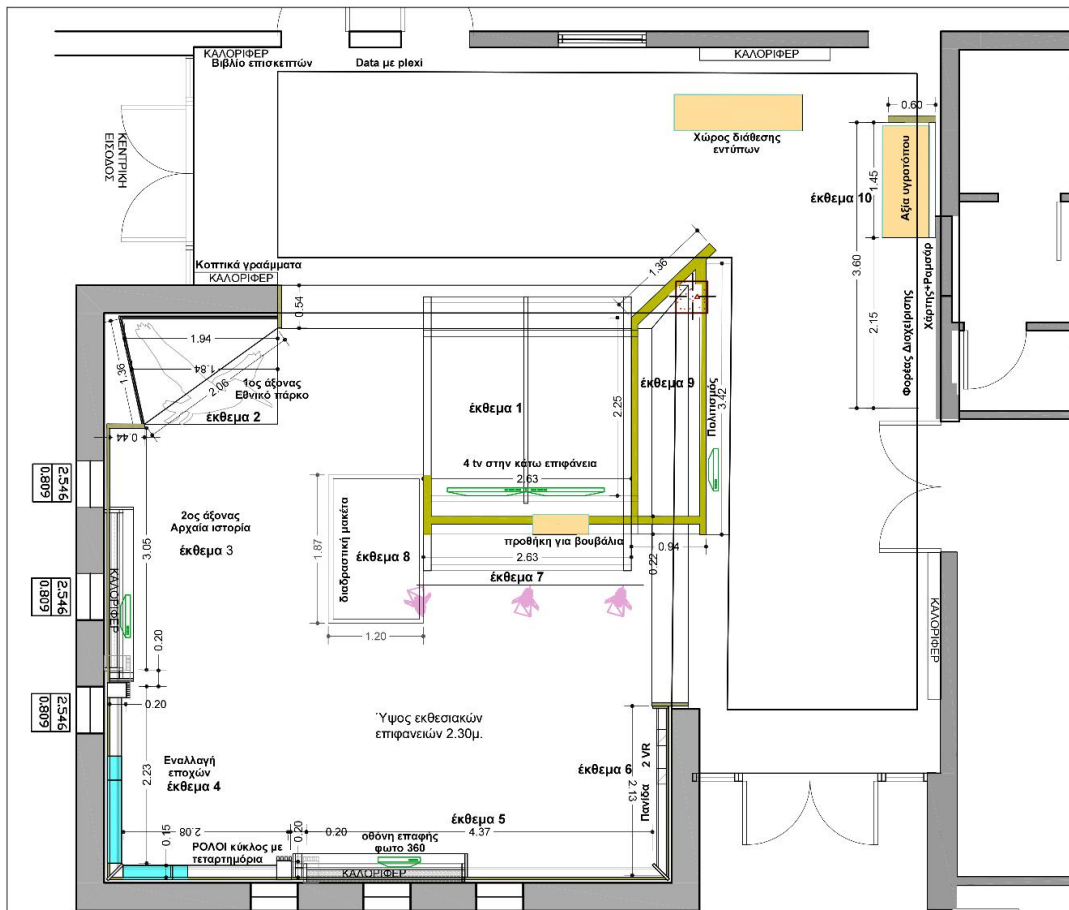 ΚΑΛΟΡΙΦΕΡ
Βιβλίο επισκεπτών
Data με plexi
ΚΑΛΟΡΙΦΕΡ
ΚΕΝΤΡΙΚΗ
ΕΙΣΟΔΟΣ
Χώρος διάθεσης
εντύπων
0.60
έκθεμα 10
1.45
Αξία υγροτόπου
3.60
2.15
Φορέας Διαχείρισης
Χάρτης+Ραμσάρ
Κοπτικά γραάμματα
ΚΑΛΟΡΙΦΕΡ
0.54
1.36
1.94
1.84
2.06
1.36
1ος άξονας
Εθνικό πάρκο
έκθεμα 2
0.44
έκθεμα 1
2.25
έκθεμα 9
3.42
Πολιτισμός
4 tv στην κάτω επιφάνεια
2.63
2.546
0.809
2ος άξονας
Αρχαία ιστορία
έκθεμα 3
3.05
ΚΑΛΟΡΙΦΕΡ
1.87
διαδραστική μακέτα
έκθεμα 8
προθήκη για βουβάλια
0.94
2.63
0.22
έκθεμα 7
2.546
0.809
1.20
0.20
0.20
ΚΑΛΟΡΙΦΕΡ
2.546
0.809
Ύψος εκθεσιακών
επιφανειών 2.30μ.
Εναλλαγή
εποχών
έκθεμα 4
2.23
έκθεμα 6
2 VR
Πανίδα
2.13
έκθεμα 5
2.08
0.15
0.20
0.20
4.37
ΡΟΛΟΙ κύκλος με
τεταρτημόρια
οθόνη επαφής
φωτο 360
ΚΑΛΟΡΙΦΕΡ